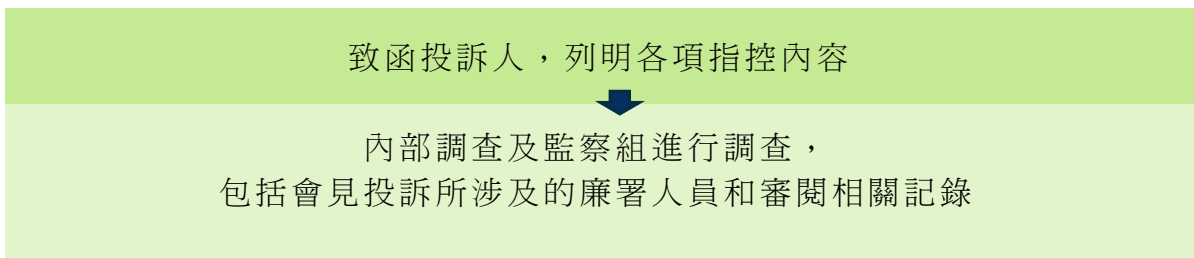 致函投訴人，列明各項指控內容
內部調查及監察組進行調查，
包括會見投訴所涉及的廉署人員和審閱相關記錄